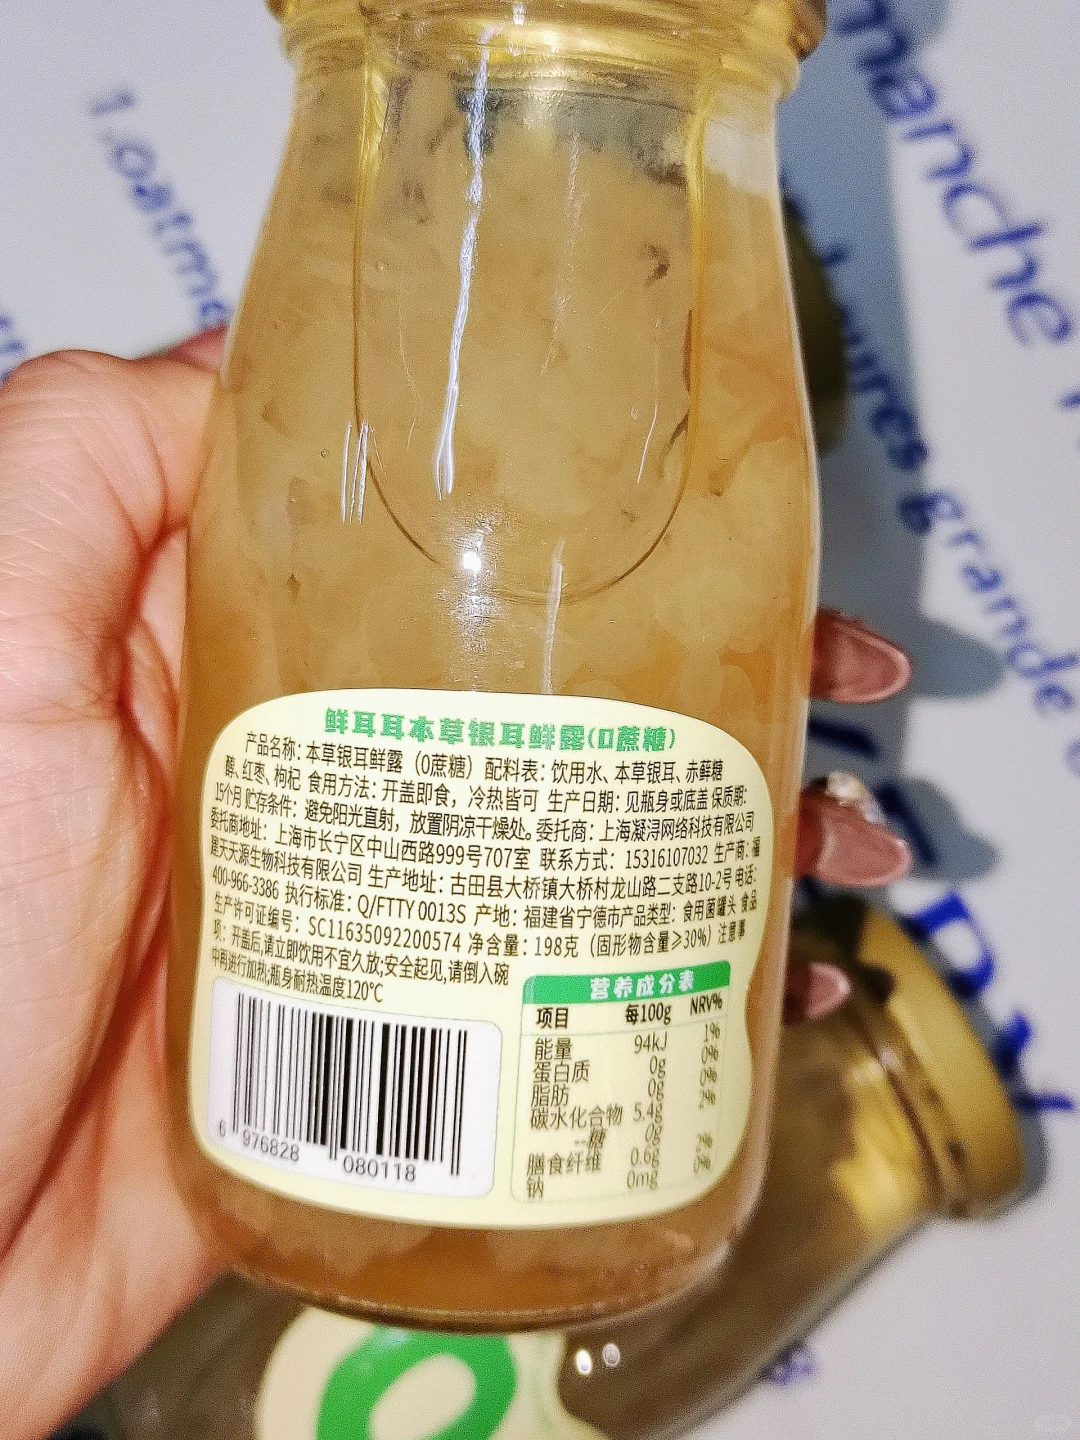 鲜耳耳本草银耳鲜露(0蔗糖)
产品名称: 本草银耳鲜露（0蔗糖）配料表: 饮用水、本草银耳、赤藓糖
醇、红枣、枸杞 食用方法: 开盖即食，冷热皆可 生产日期: 见瓶身或底盖 保质期:
15个月 贮存条件: 避免阳光直射，放置阴凉干燥处。委托商: 上海凝浔网络科技有限公司
委托商地址: 上海市长宁区中山西路999号707室 联系方式: 15316107032 生产商: 福
建天天源生物科技有限公司 生产地址: 古田县大桥镇大桥村龙山路二支路10-2号 电话:
400-966-3386 执行标准: Q/FTTY 0013S 产地: 福建省宁德市产品类型: 食用菌罐头 食品
生产许可证编号: SC11635092200574 净含量: 198克（固形物含量≥30%）注意事
项: 开盖后,请立即饮用不宜久放;安全起见,请倒入碗
中再进行加热;瓶身耐热温度120℃
营养成分表
项目 每100g NRV%
能量 94kJ 1%
蛋白质 0g 0%
脂肪 0g 0%
碳水化合物 5.4g 2%
--糖 0g
膳食纤维 0.6g 2%
钠 0mg 0%
6 976828 080118
manche
grande